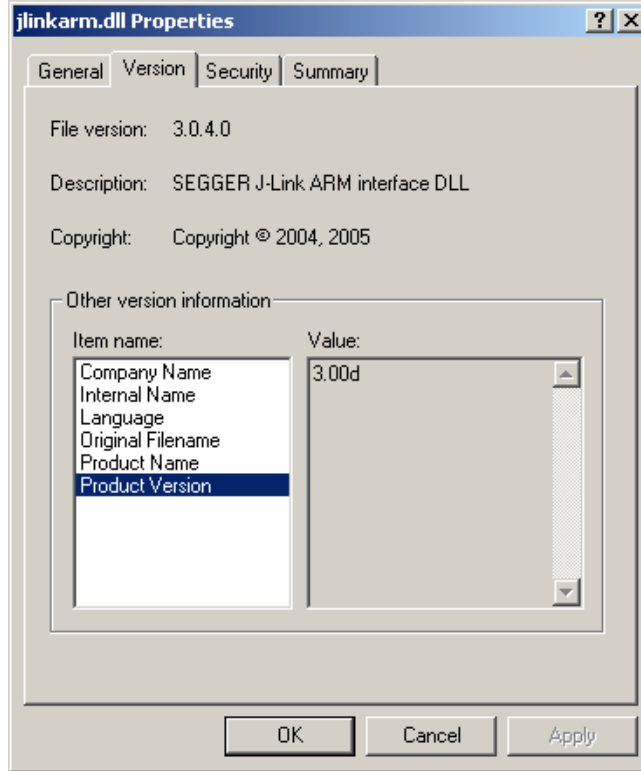 jlinkarm.dll Properties
General Version Security Summary
File version: 3.0.4.0
Description: SEGGER J-Link ARM interface DLL
Copyright: Copyright © 2004, 2005
Other version information
Item name: Value:
Company Name 3.00d
Internal Name
Language
Original Filename
Product Name
Product Version
OK Cancel Apply